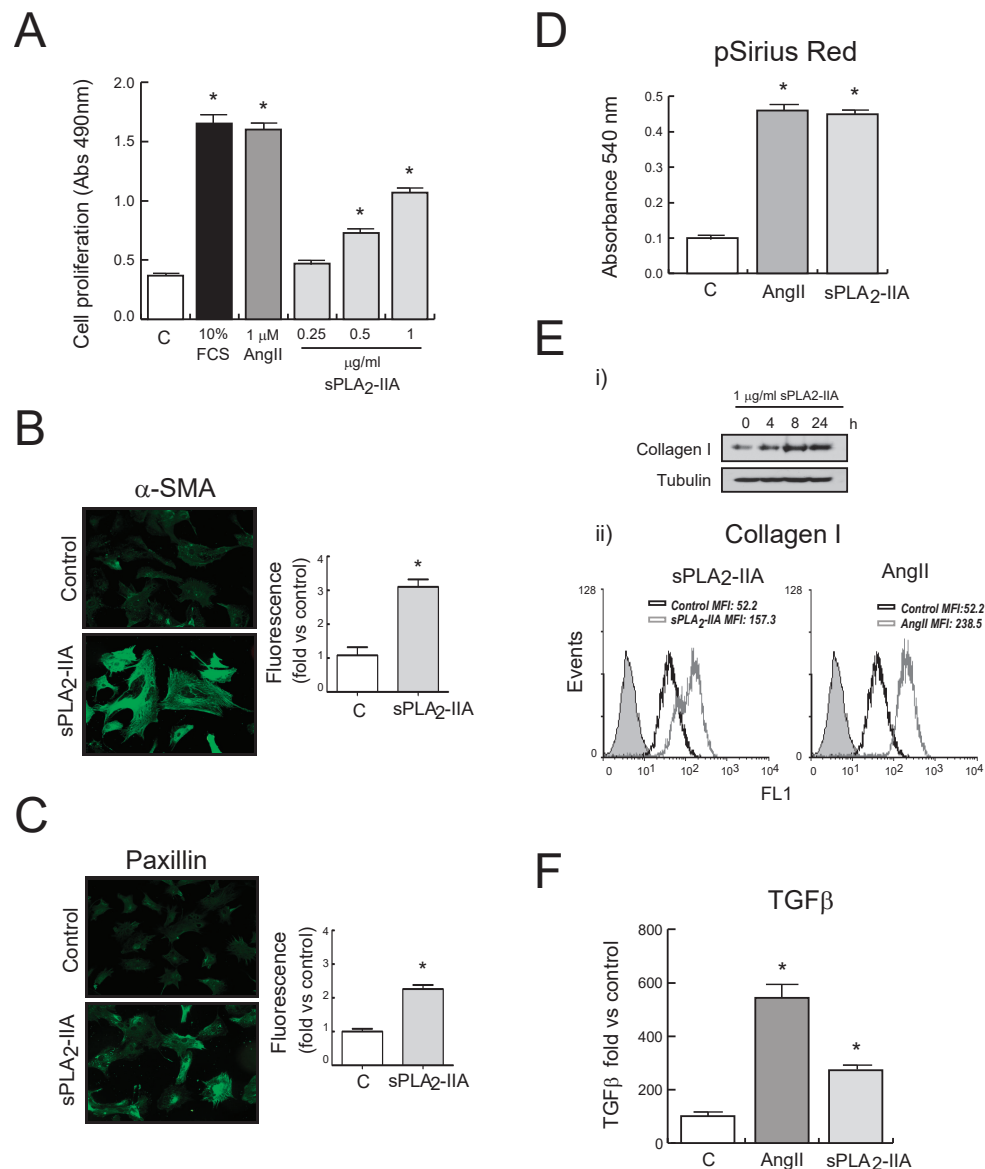 A
Cell proliferation (Abs 490nm)
2.0
1.5
1.0
0.5
0.0
*
*
*
*
C
10%
FCS
1 µM
AngII
0.25
0.5
1
µg/ml
sPLA2-IIA
B
α-SMA
Control
sPLA2-IIA
Fluorescence
(fold vs control)
4
3
2
1
0
*
C
sPLA2-IIA
C
Paxillin
Control
sPLA2-IIA
Fluorescence
(fold vs control)
4
3
2
1
0
*
C
sPLA2-IIA
D
pSirius Red
Absorbance 540 nm
0.5
0.4
0.3
0.2
0.1
0.0
*
*
C
AngII
sPLA2-IIA
E
i)
1 µg/ml sPLA2-IIA
0 4 8 24 h
Collagen I
Tubulin
ii)
Collagen I
sPLA2-IIA
128
Control MFI: 52.2
sPLA2-IIA MFI: 157.3
Events
0
0 10¹ 10² 10³ 10⁴
AngII
128
Control MFI:52.2
AngII MFI: 238.5
0
0 10¹ 10² 10³ 10⁴
FL1
F
TGFβ
TGFβ fold vs control
800
600
400
200
0
*
*
C
AngII
sPLA2-IIA